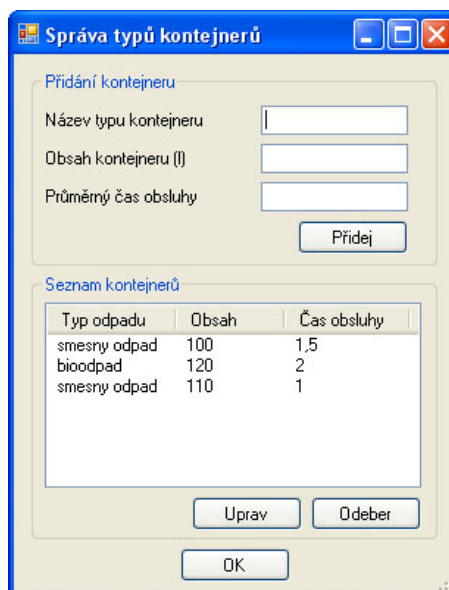 Správa typů kontejnerů
Přidání kontejneru
Název typu kontejneru
Obsah kontejneru (l)
Průměrný čas obsluhy
Přidej
Seznam kontejnerů
Typ odpadu Obsah Čas obsluhy
smesny odpad 100 1,5
bioodpad 120 2
smesny odpad 110 1
Uprav Odeber
OK